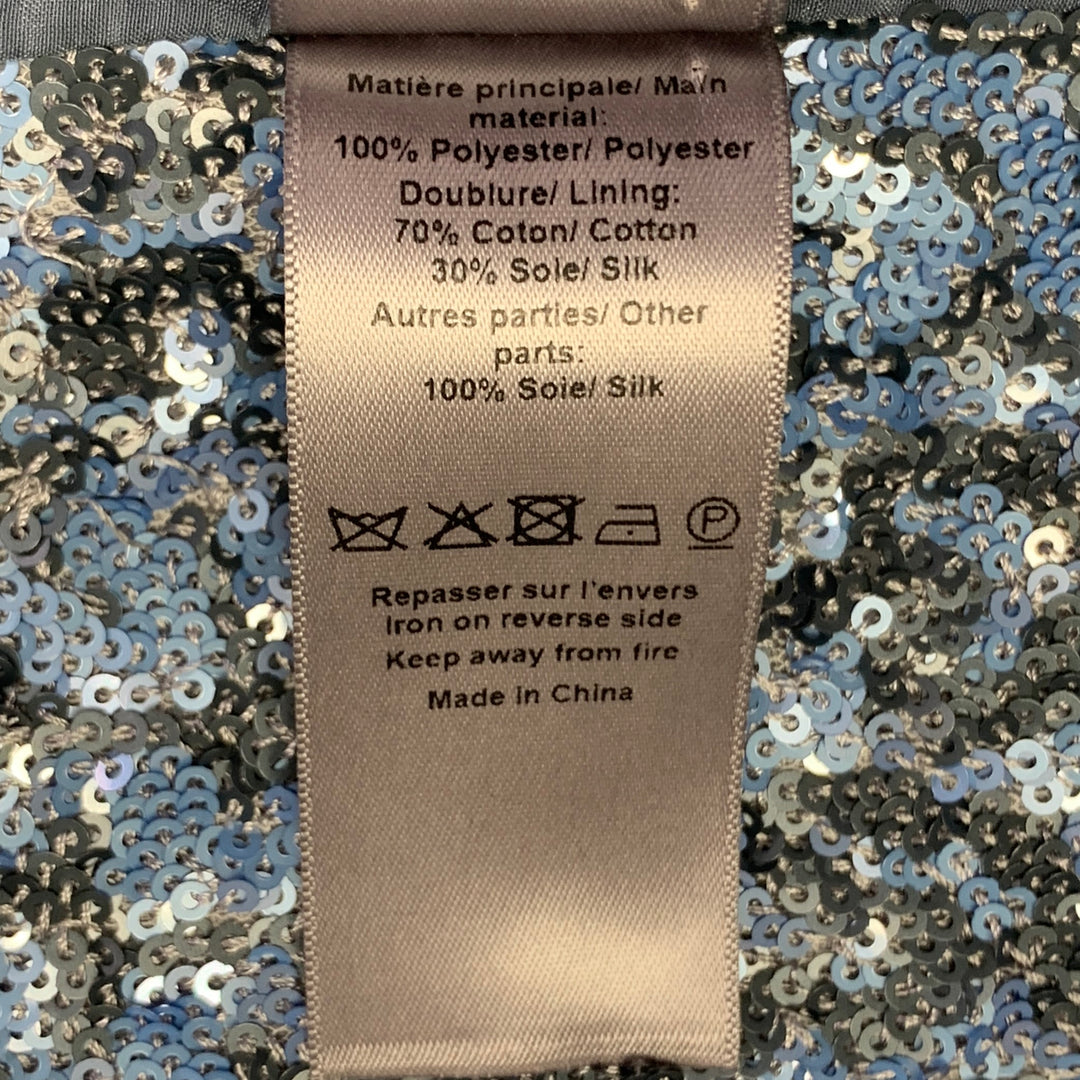 Matière principale/ Main
material:
100% Polyester/ Polyester
Doublure/ Lining:
70% Coton/ Cotton
30% Soie/ Silk
Autres parties/ Other
parts:
100% Soie/ Silk
P
Repasser sur l'envers
Iron on reverse side
Keep away from fire
Made in China